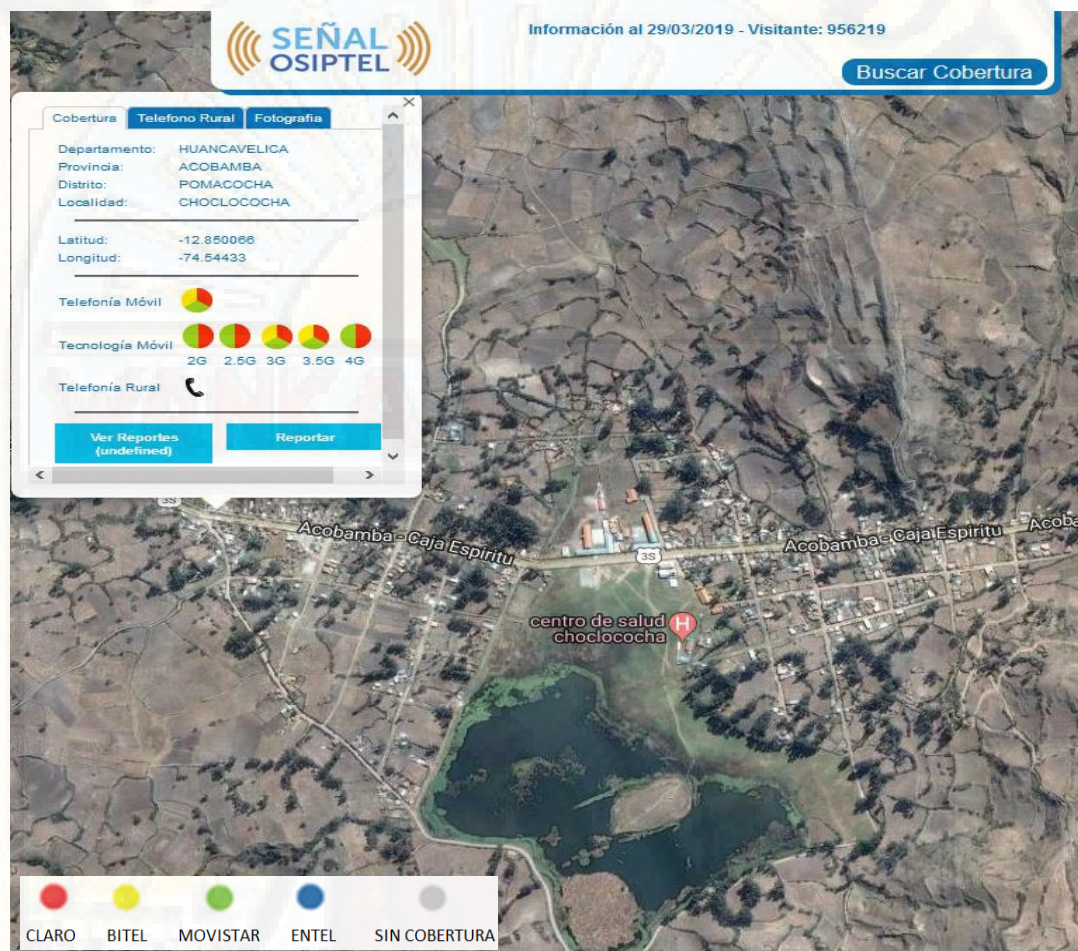 SEÑAL
OSIPTEL
Información al 29/03/2019 - Visitante: 956219
Buscar Cobertura
Cobertura Telefono Rural Fotografia
Departamento: HUANCAVELICA
Provincia: ACOBAMBA
Distrito: POMACOCHA
Localidad: CHOCLOCOCHA
Latitud: -12.850066
Longitud: -74.54433
Telefonía Móvil
Tecnología Móvil
2G 2.5G 3G 3.5G 4G
Telefonía Rural
Ver Reportes
(undefined)
Reportar
3S
Acobamba - Caja Espiritu
3S
Acobamba - Caja Espiritu
Acoba
centro de salud H
choclococha
CLARO BITEL MOVISTAR ENTEL SIN COBERTURA